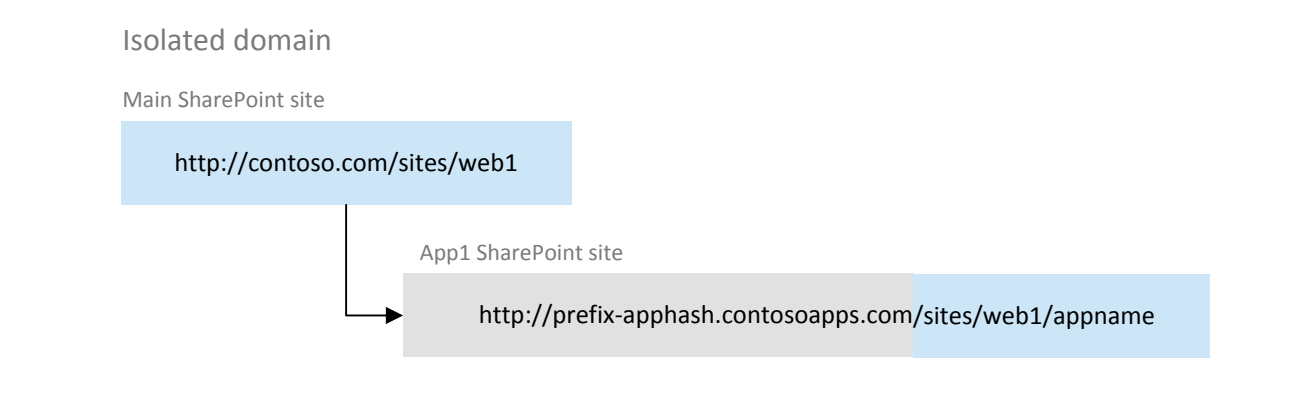 Isolated domain
Main SharePoint site
http://contoso.com/sites/web1
App1 SharePoint site
http://prefix-apphash.contosoapps.com/sites/web1/appname